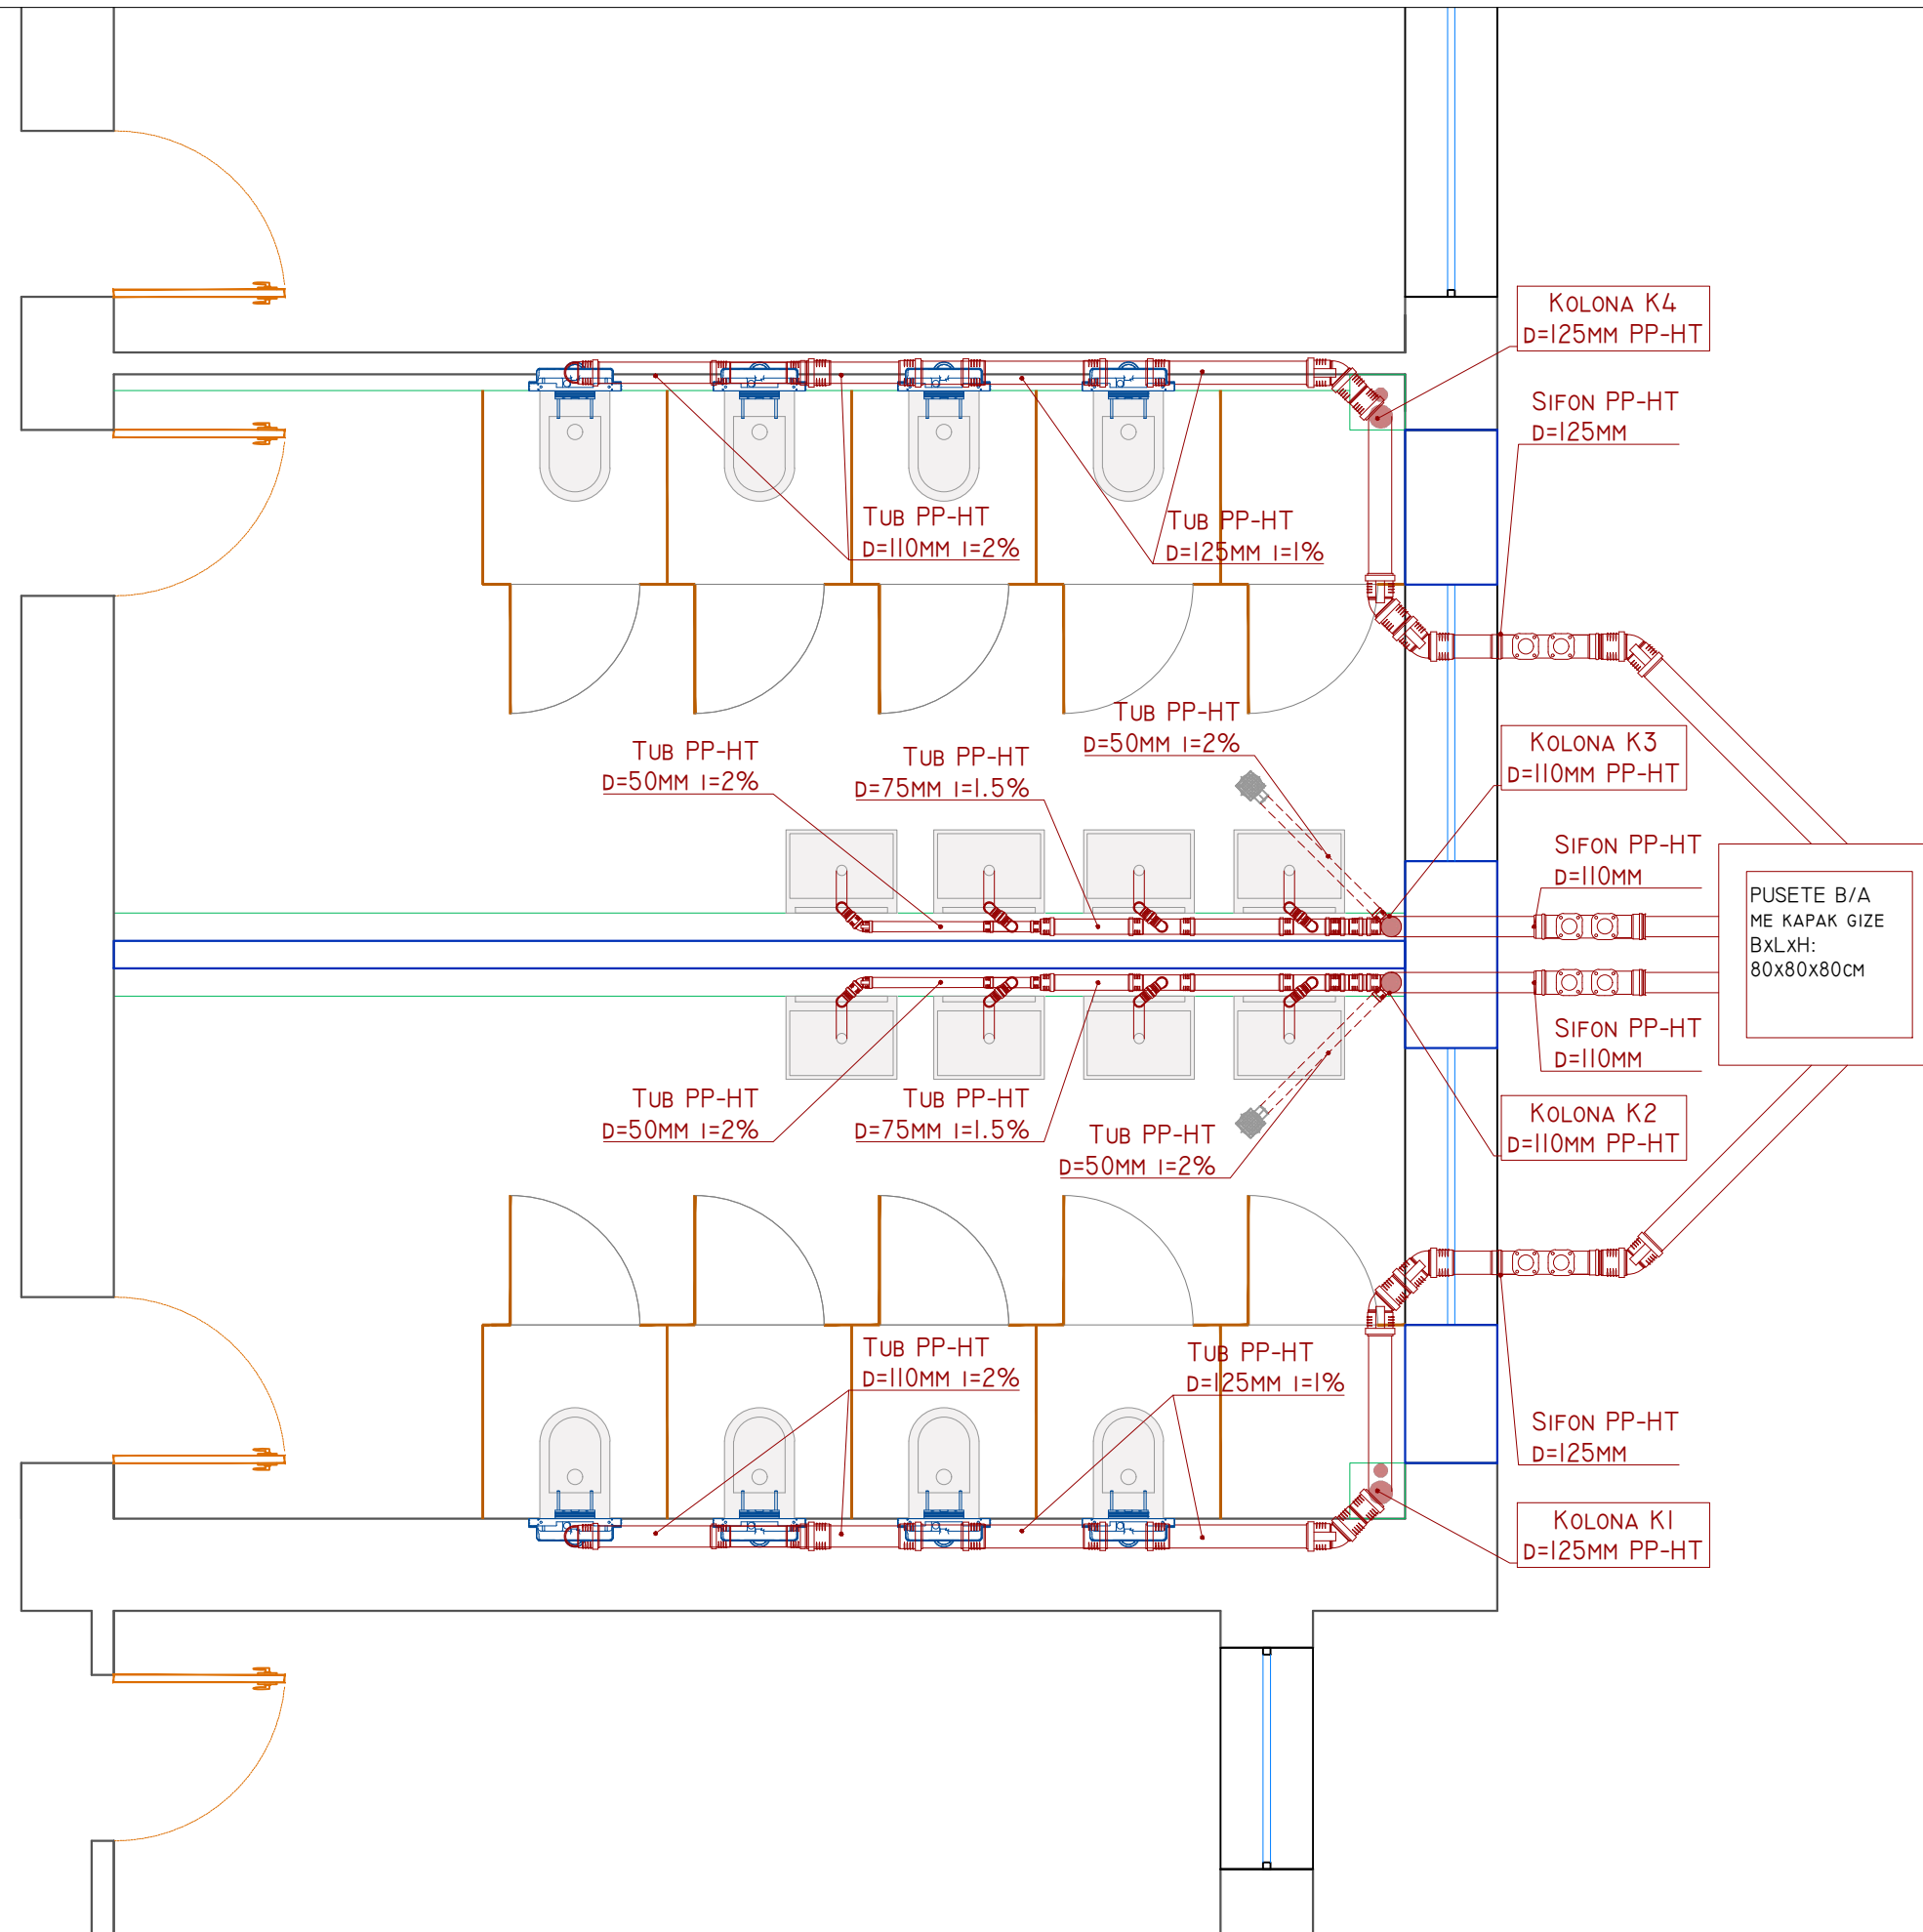 KOLONA K4
D=125MM PP-HT
SIFON PP-HT
D=125MM
TUB PP-HT
D=110MM I=2%
TUB PP-HT
D=125MM I=1%
TUB PP-HT
D=50MM I=2%
TUB PP-HT
D=75MM I=1.5%
TUB PP-HT
D=50MM I=2%
KOLONA K3
D=110MM PP-HT
SIFON PP-HT
D=110MM
PUSETE B/A
ME KAPAK GIZE
BxLxH:
80x80x80CM
SIFON PP-HT
D=110MM
TUB PP-HT
D=50MM I=2%
TUB PP-HT
D=75MM I=1.5%
TUB PP-HT
D=50MM I=2%
KOLONA K2
D=110MM PP-HT
TUB PP-HT
D=110MM I=2%
TUB PP-HT
D=125MM I=1%
SIFON PP-HT
D=125MM
KOLONA K1
D=125MM PP-HT